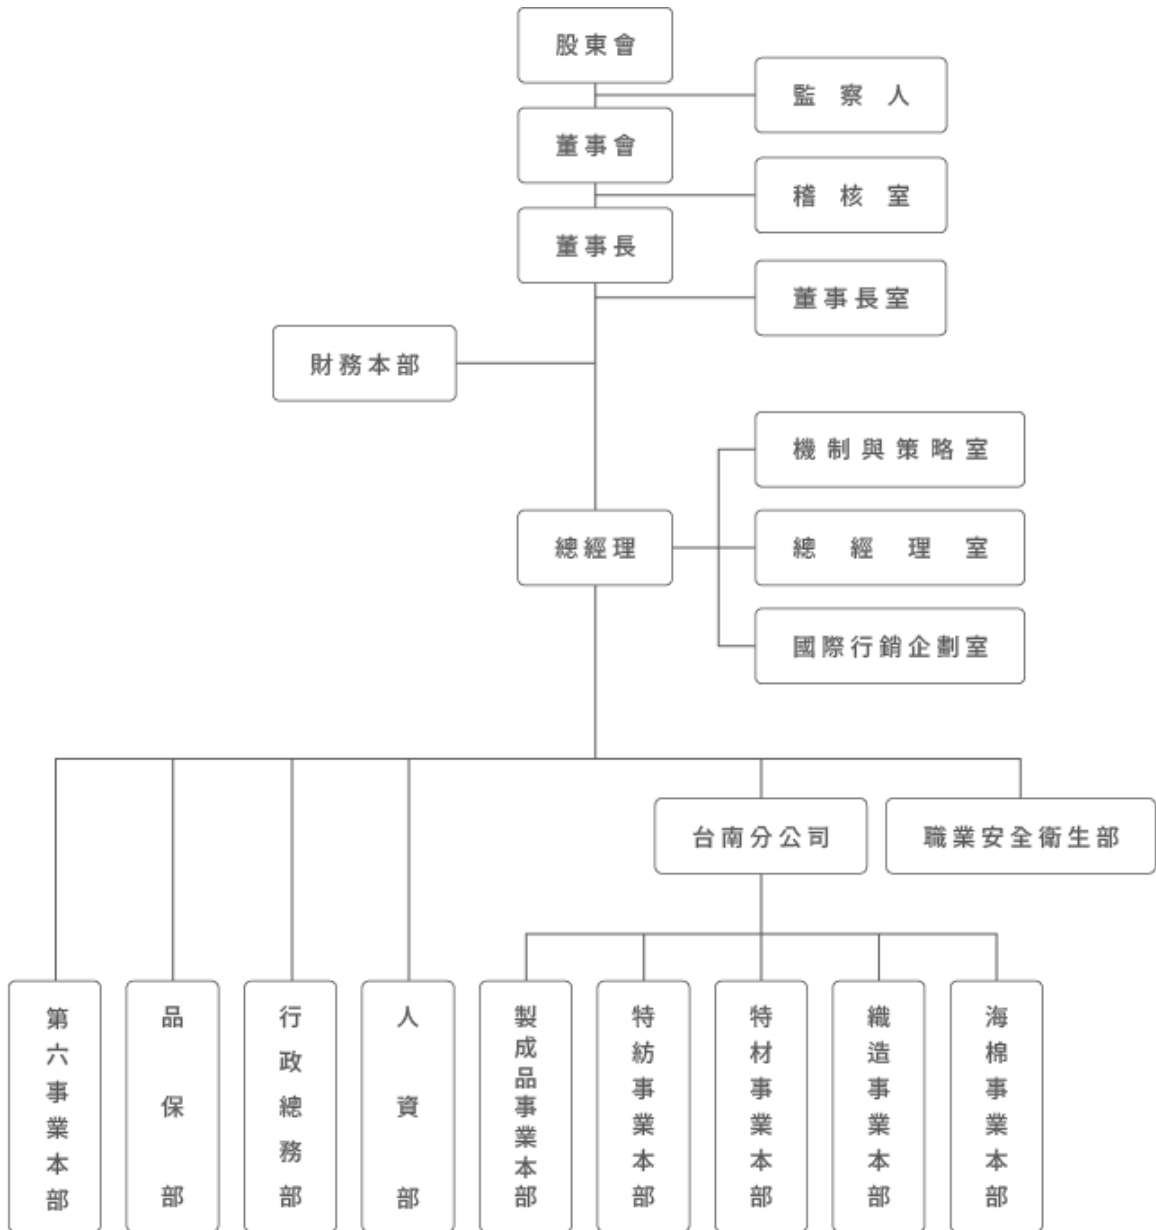 股東會
監察人
董事會
稽核室
董事長
董事長室
財務本部
機制與策略室
總經理
總經理室
國際行銷企劃室
台南分公司
職業安全衛生部
第六事業本部
品保部
行政總務部
人資部
製成品事業本部
特紡事業本部
特材事業本部
織造事業本部
海棉事業本部